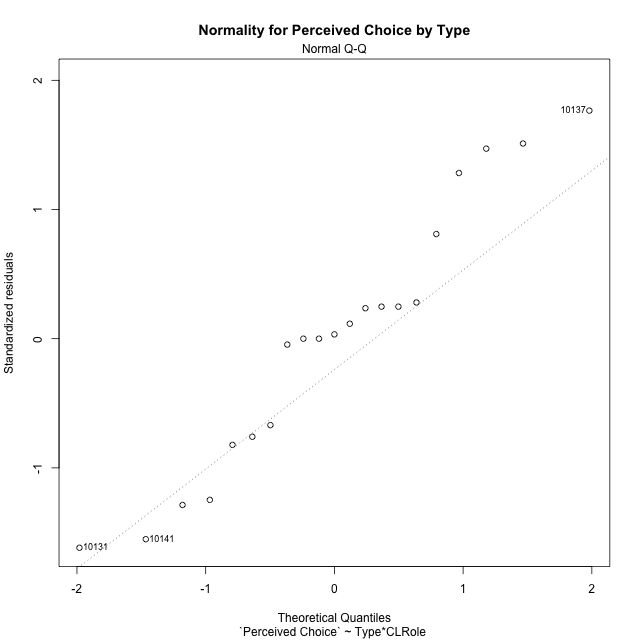 Normality for Perceived Choice by Type
Normal Q-Q
2
1
0
-1
Standardized residuals
10137
10141
10131
-2
-1
0
1
2
Theoretical Quantiles
`Perceived Choice` ~ Type*CLRole